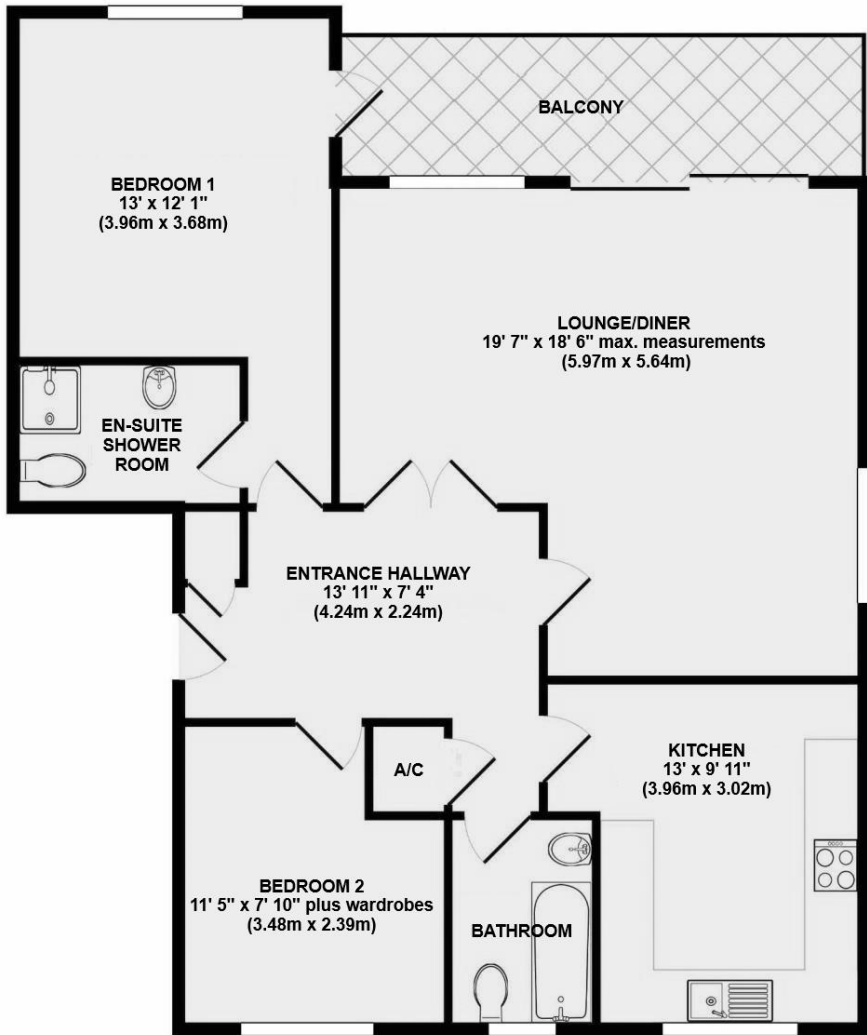 BALCONY
BEDROOM 1
13' x 12' 1"
(3.96m x 3.68m)
LOUNGE/DINER
19' 7" x 18' 6" max. measurements
(5.97m x 5.64m)
EN-SUITE
SHOWER
ROOM
ENTRANCE HALLWAY
13' 11" x 7' 4"
(4.24m x 2.24m)
KITCHEN
13' x 9' 11"
(3.96m x 3.02m)
A/C
BEDROOM 2
11' 5" x 7' 10" plus wardrobes
(3.48m x 2.39m)
BATHROOM